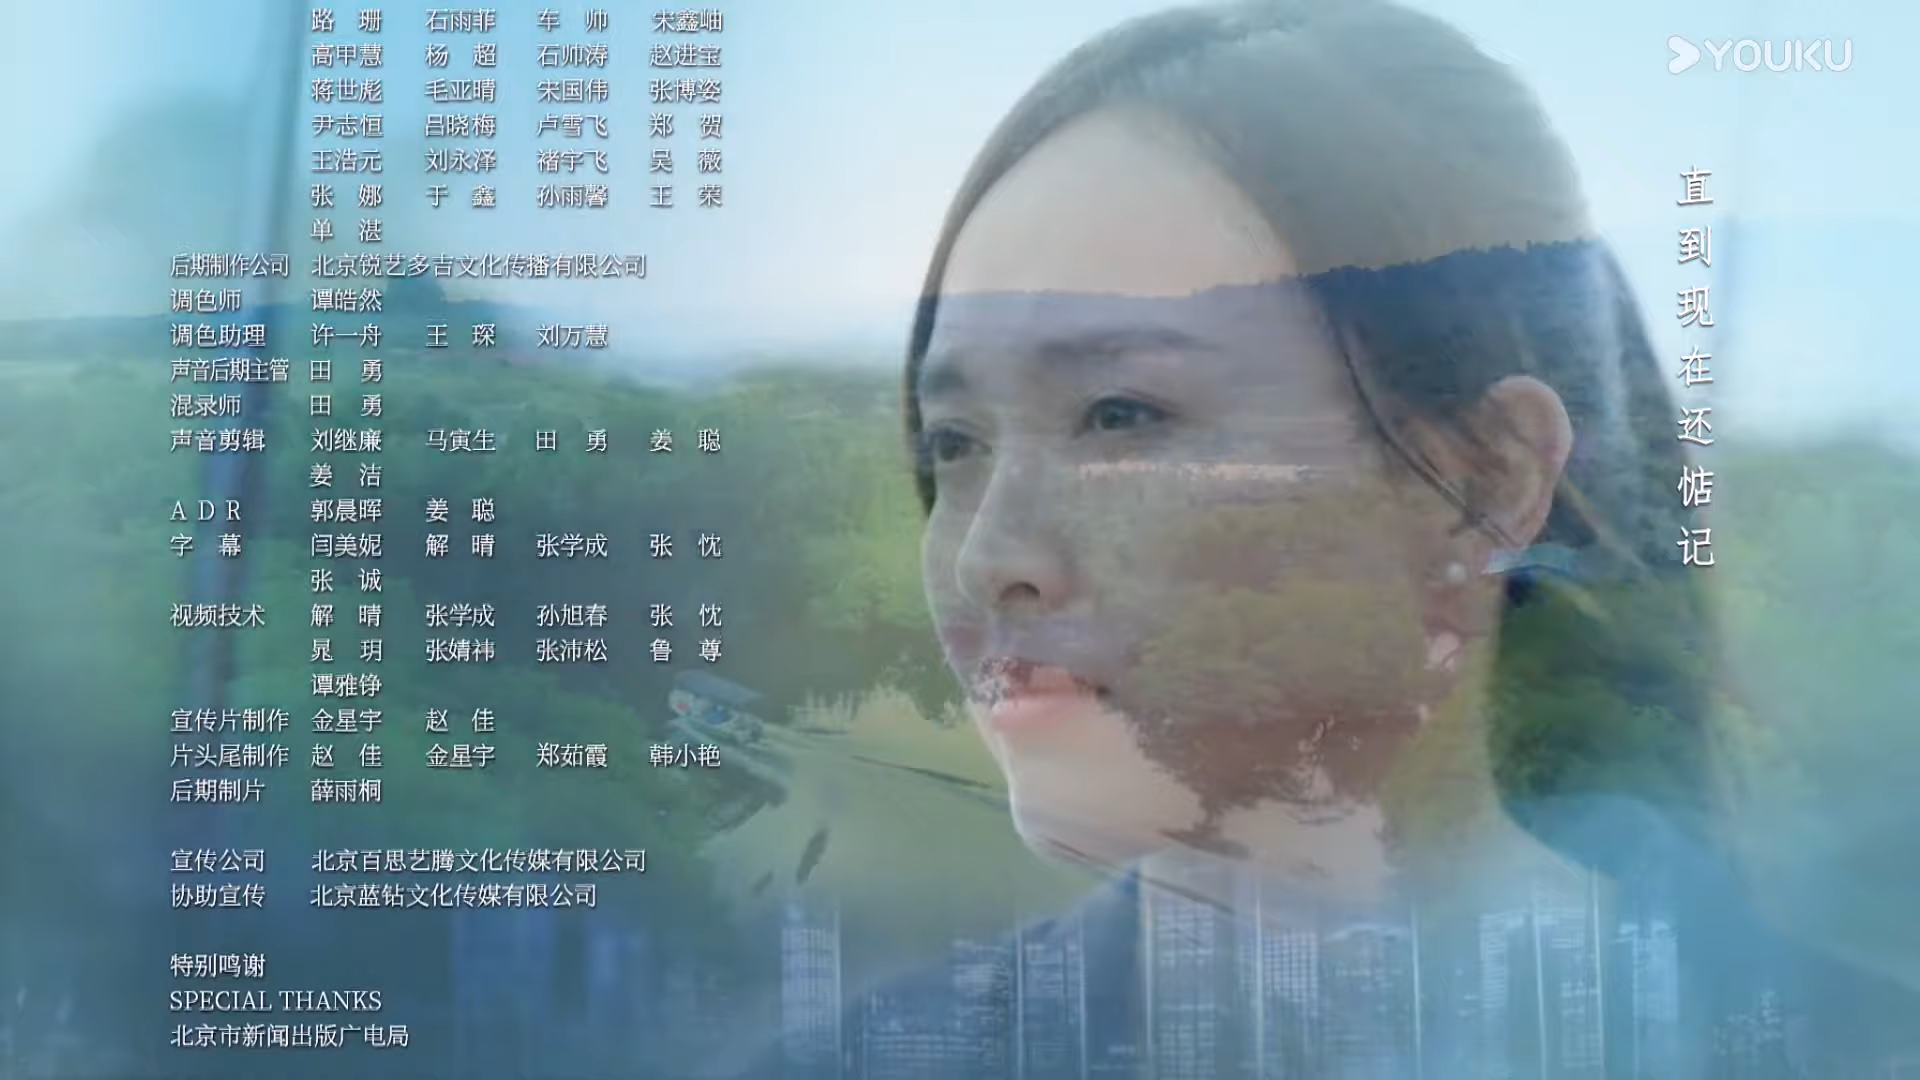 路 珊 石雨菲 车 帅 宋鑫岫
高甲慧 杨 超 石帅涛 赵进宝
蒋世彪 毛亚晴 宋国伟 张博姿
尹志恒 吕晓梅 卢雪飞 郑 贺
王浩元 刘永泽 褚宇飞 吴 薇
张 娜 于 鑫 孙雨馨 王 荣
单 湛
后期制作公司 北京锐艺多吉文化传播有限公司
调色师 谭皓然
调色助理 许一舟 王 琛 刘万慧
声音后期主管 田 勇
混录师 田 勇
声音剪辑 刘继廉 马寅生 田 勇 姜 聪
姜 洁
A D R 郭晨晖 姜 聪
字 幕 闫美妮 解 晴 张学成 张 忱
张 诚
视频技术 解 晴 张学成 孙旭春 张 忱
晁 玥 张婧祎 张沛松 鲁 尊
谭雅铮
宣传片制作 金星宇 赵 佳
片头尾制作 赵 佳 金星宇 郑茹霞 韩小艳
后期制片 薛雨桐
宣传公司 北京百思艺腾文化传媒有限公司
协助宣传 北京蓝钻文化传媒有限公司
特别鸣谢
SPECIAL THANKS
北京市新闻出版广电局
YOUKU
直到现在还惦记